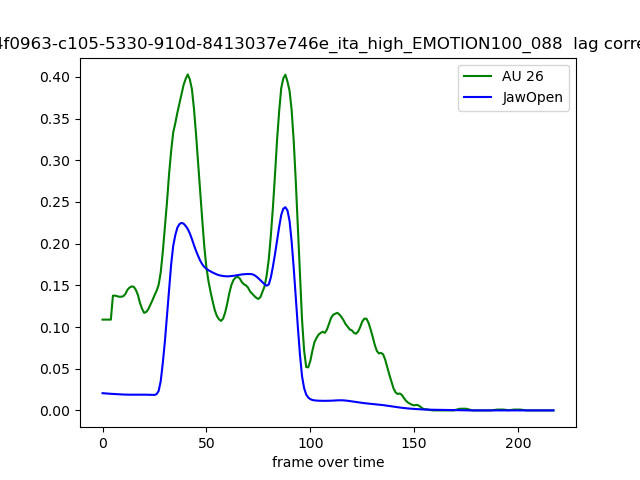 4f0963-c105-5330-910d-8413037e746e_ita_high_EMOTION100_088 lag corre
AU 26
JawOpen
0.40
0.35
0.30
0.25
0.20
0.15
0.10
0.05
0.00
0 50 100 150 200
frame over time